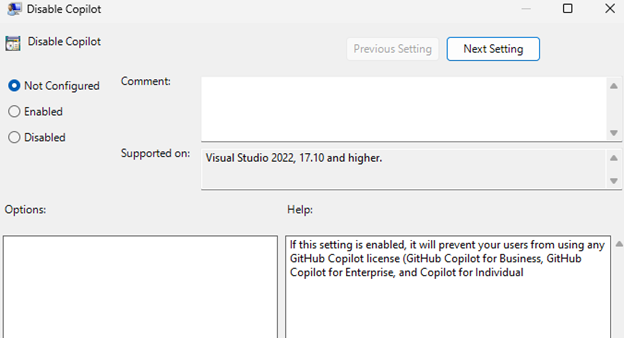 Disable Copilot
Disable Copilot
Previous Setting
Next Setting
Not Configured
Comment:
Enabled
Disabled
Supported on:
Visual Studio 2022, 17.10 and higher.
Options:
Help:
If this setting is enabled, it will prevent your users from using any
GitHub Copilot license (GitHub Copilot for Business, GitHub
Copilot for Enterprise, and Copilot for Individual